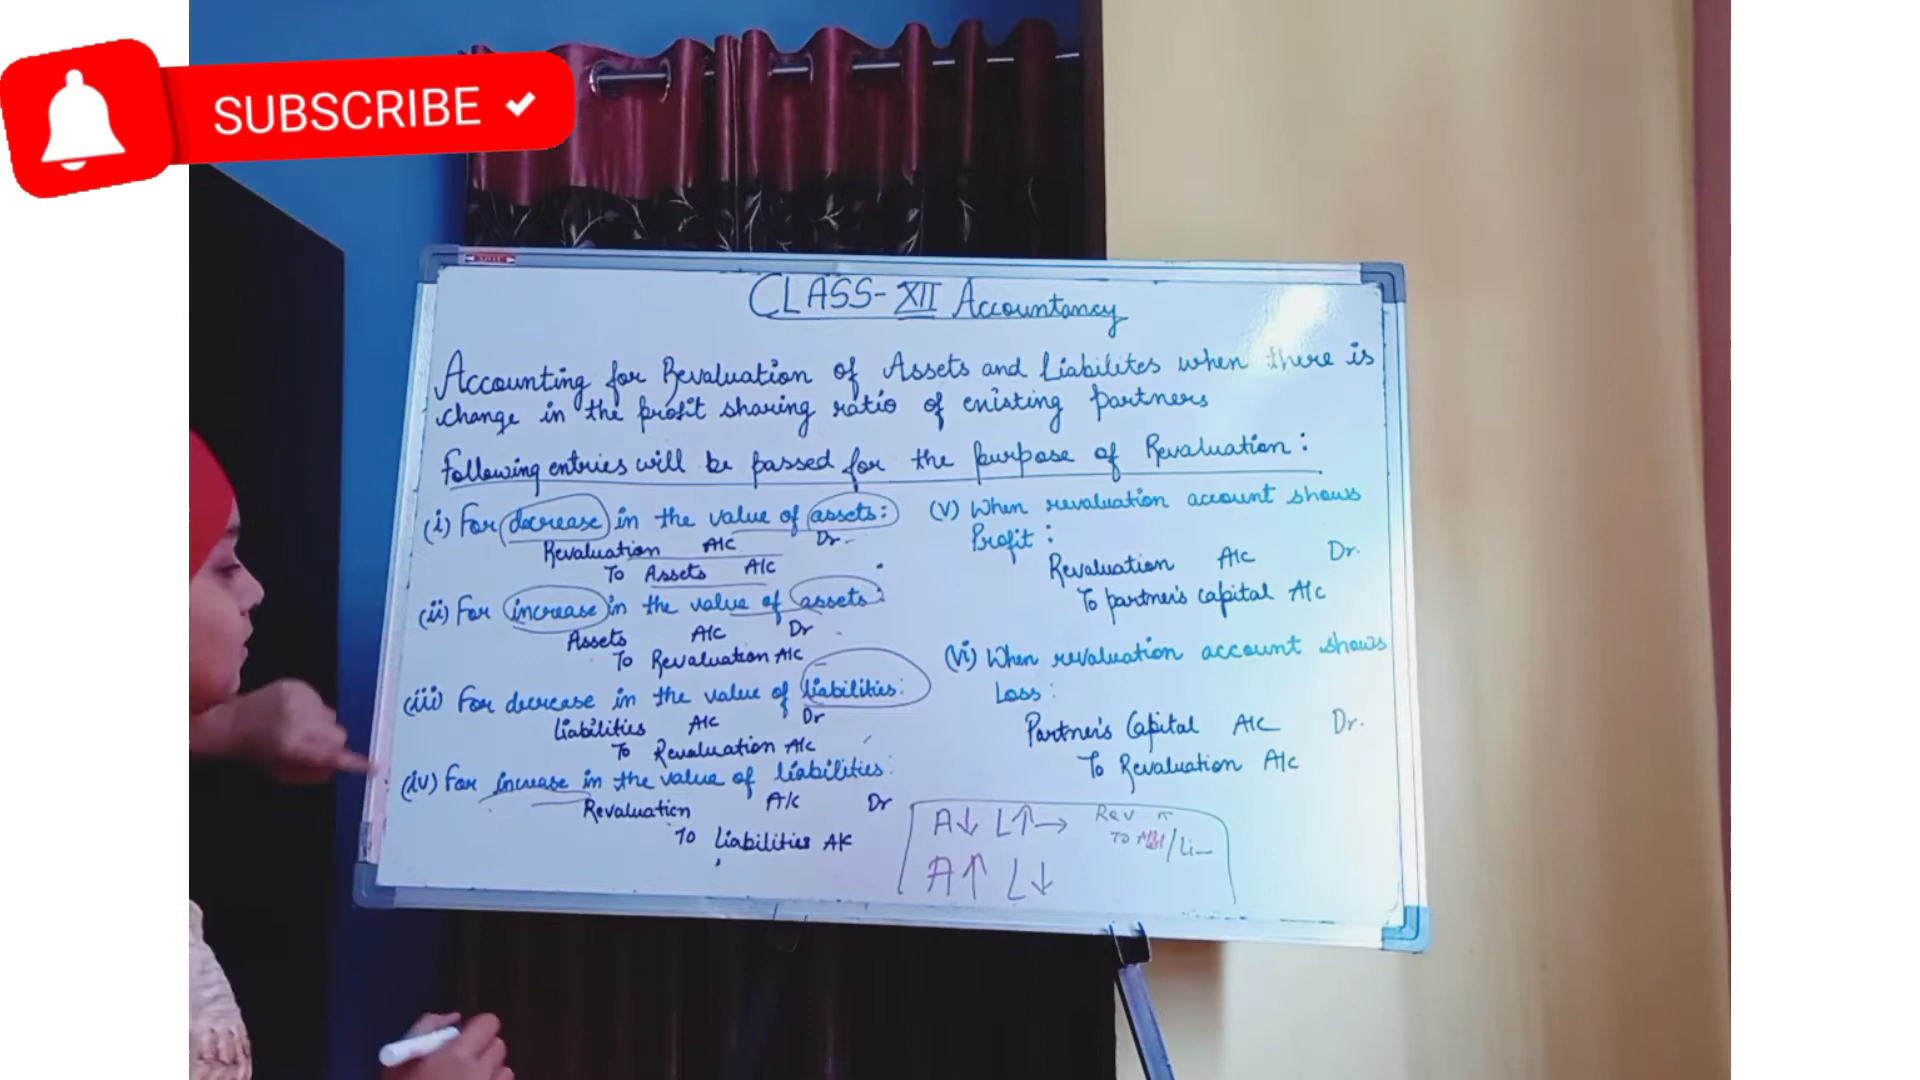 SUBSCRIBE
CLASS-XII Accountancy
Accounting for Revaluation of Assets and Liabilites when there is
change in the profit sharing ratio of existing partners
Following entries will be passed for the purpose of Revaluation:
(i) For decrease in the value of assets:
Revaluation A/c Dr.
To Assets A/c
(ii) For increase in the value of assets:
Assets A/c Dr
To Revaluation A/c
(iii) For decrease in the value of liabilities:
Liabilities A/c Dr
To Revaluation A/c
(iv) For increase in the value of liabilities:
Revaluation A/c Dr
To Liabilities A/c
(v) When revaluation account shows
Profit:
Revaluation A/c Dr.
To partner's capital A/c
(vi) When revaluation account shows
Loss:
Partner's Capital A/c Dr.
To Revaluation A/c
A↓ L↑→ Rev
To /Li
A↑ L↓